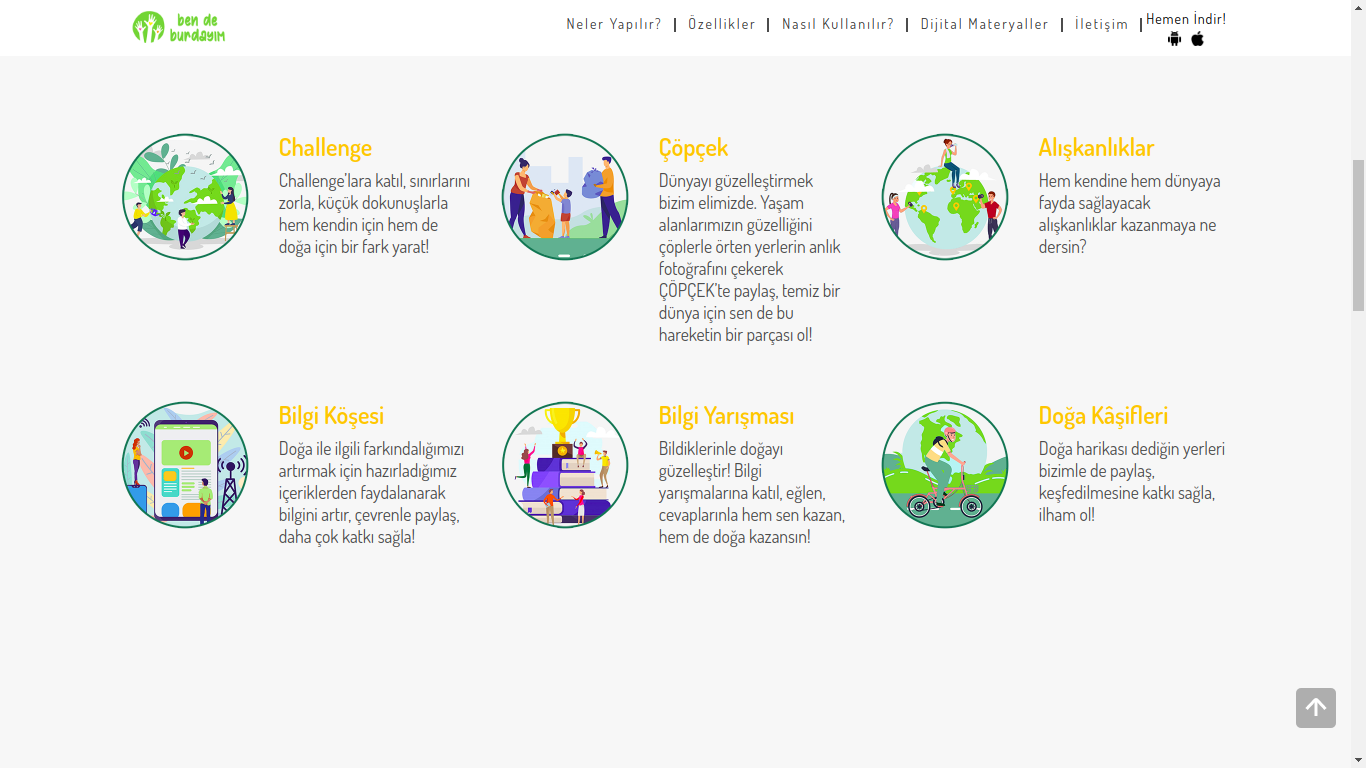 ben de
burdayım
Neler Yapılır? | Özellikler | Nasıl Kullanılır? | Dijital Materyaller | İletişim | Hemen İndir!
Challenge
Challenge'lara katıl, sınırlarını
zorla, küçük dokunuşlarla
hem kendin için hem de
doğa için bir fark yarat!
Çöpçek
Dünyayı güzelleştirmek
bizim elimizde. Yaşam
alanlarımızın güzelliğini
çöplerle örten yerlerin anlık
fotoğrafını çekerek
ÇÖPÇEK'te paylaş, temiz bir
dünya için sen de bu
hareketin bir parçası ol!
Alışkanlıklar
Hem kendine hem dünyaya
fayda sağlayacak
alışkanlıklar kazanmaya ne
dersin?
Bilgi Köşesi
Doğa ile ilgili farkındalığımızı
artırmak için hazırladığımız
içeriklerden faydalanarak
bilgini artır, çevrenle paylaş,
daha çok katkı sağla!
Bilgi Yarışması
Bildiklerinle doğayı
güzelleştir! Bilgi
yarışmalarına katıl, eğlen,
cevaplarınla hem sen kazan,
hem de doğa kazansın!
Doğa Kâşifleri
Doğa harikası dediğin yerleri
bizimle de paylaş,
keşfedilmesine katkı sağla,
ilham ol!